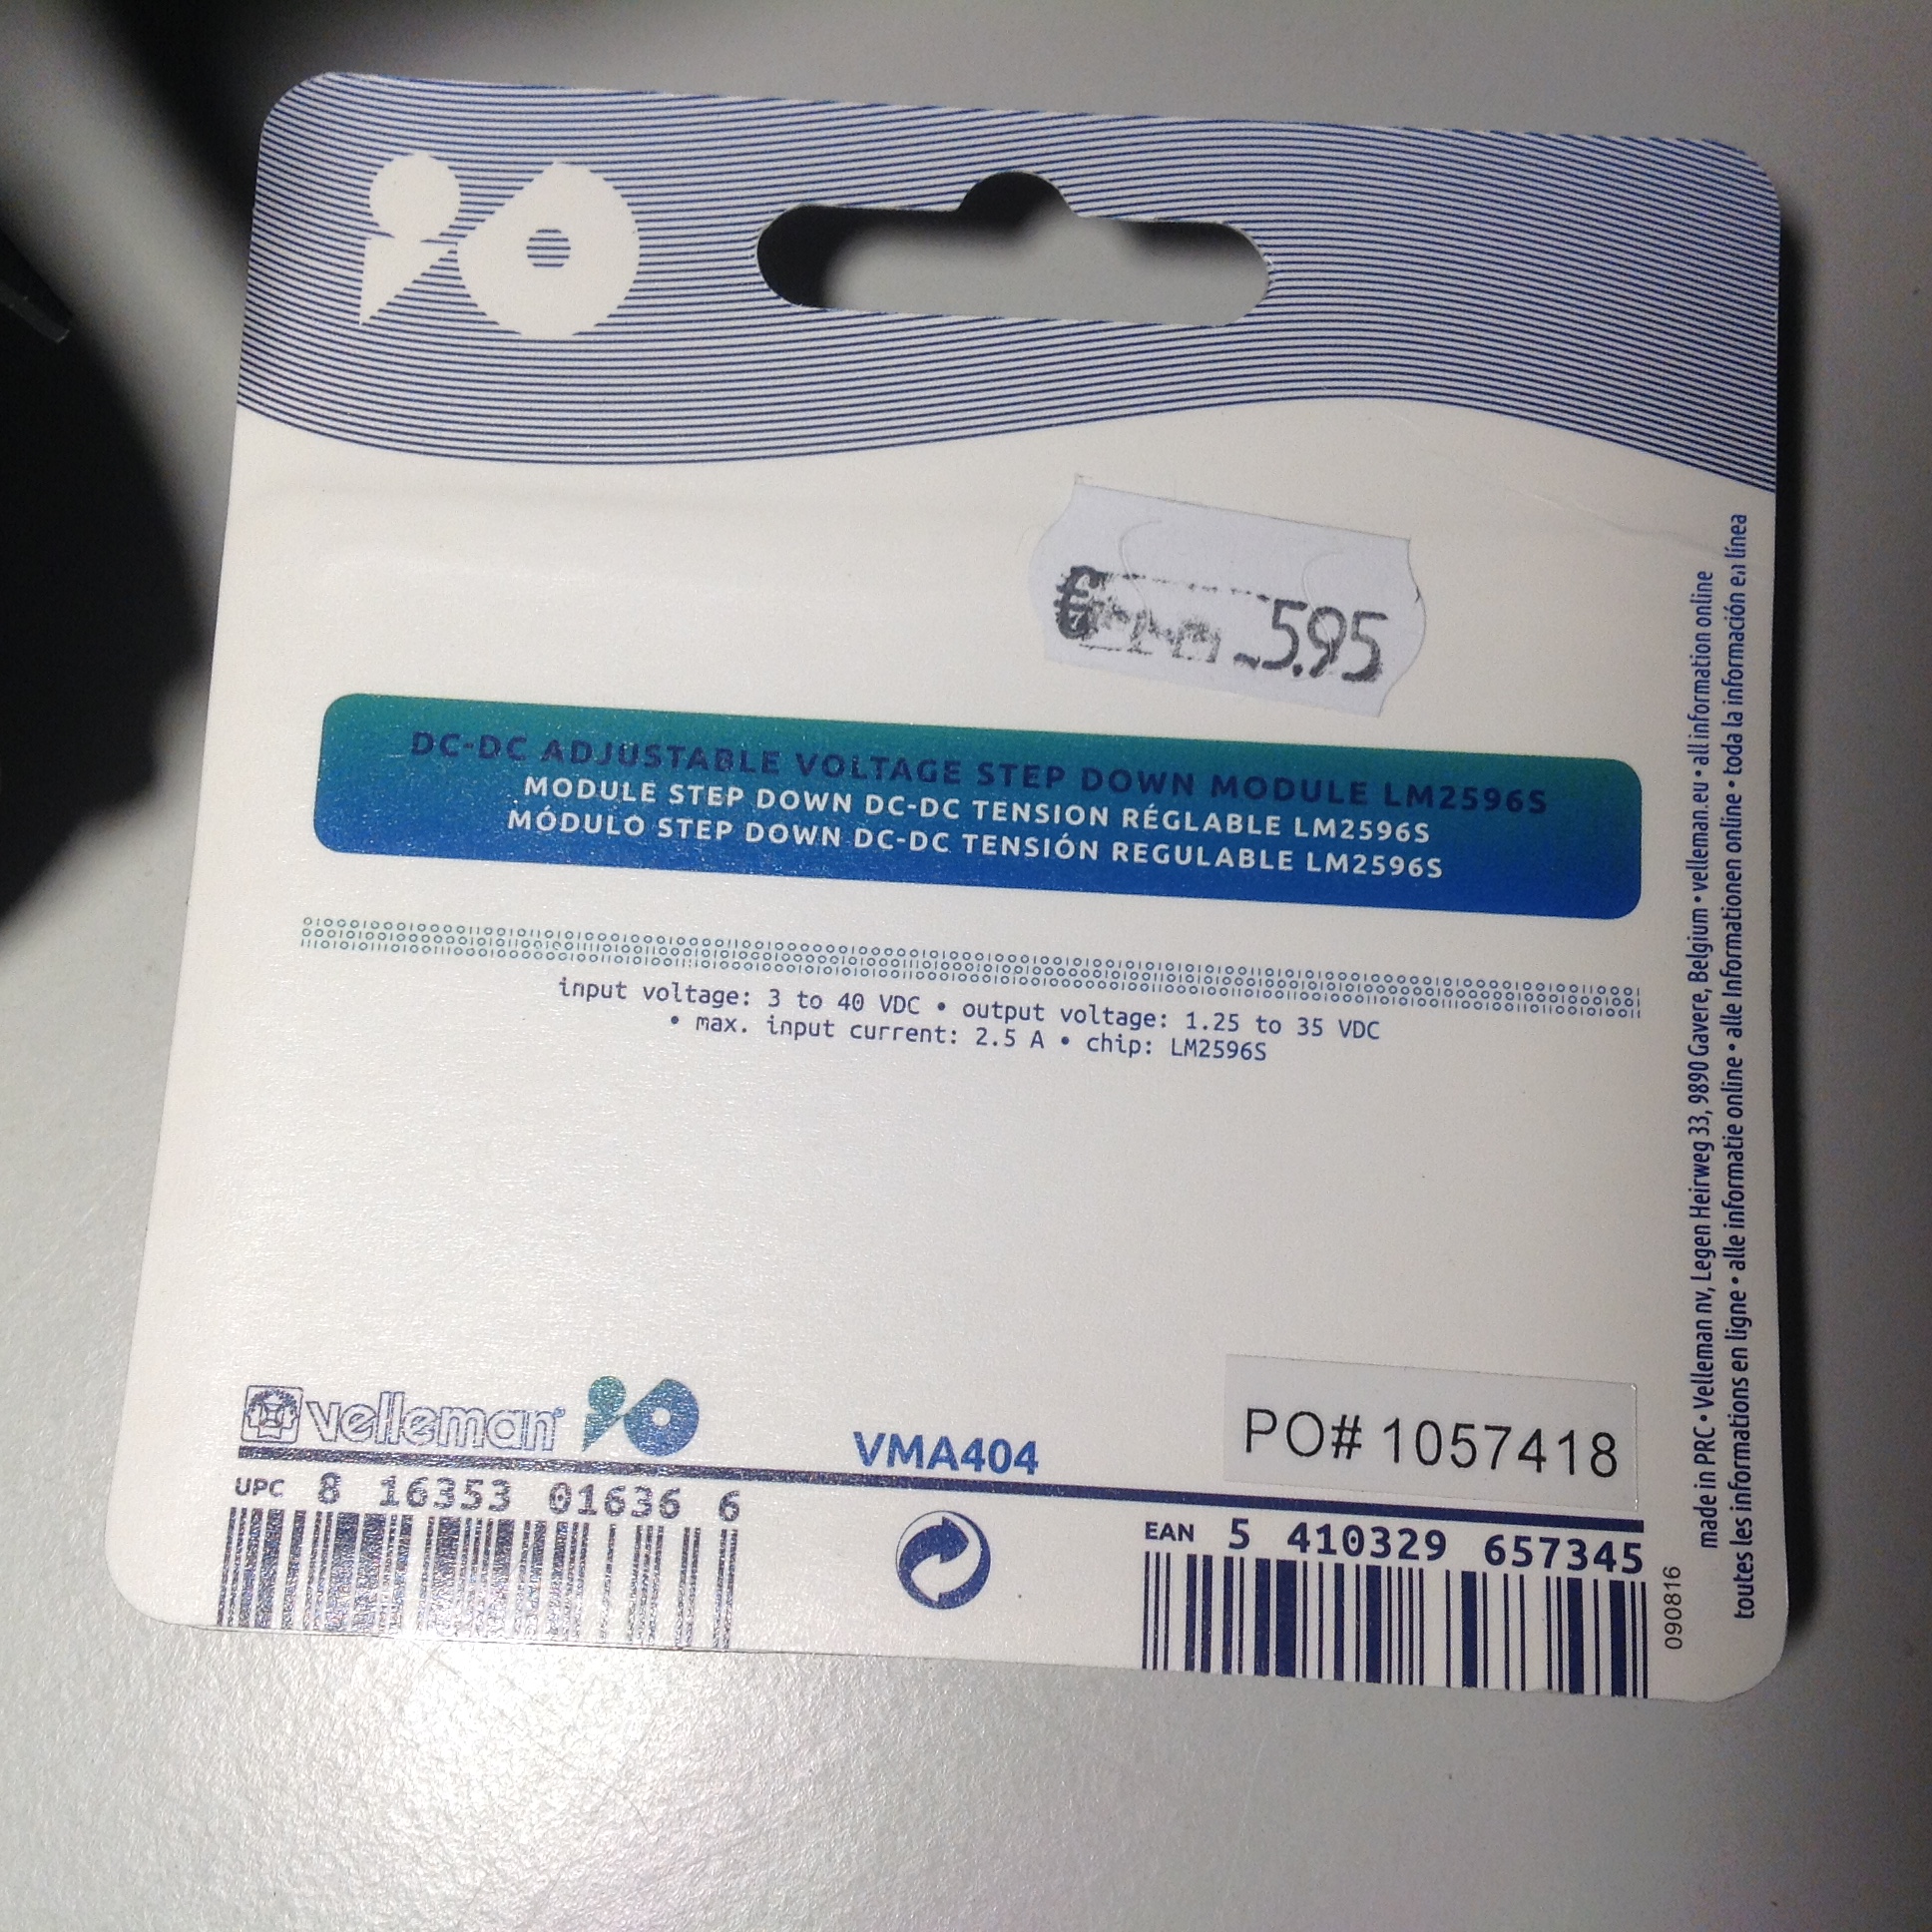 € 5.95
DC-DC ADJUSTABLE VOLTAGE STEP DOWN MODULE LM2596S
MODULE STEP DOWN DC-DC TENSION RÉGLABLE LM2596S
MÓDULO STEP DOWN DC-DC TENSIÓN REGULABLE LM2596S
input voltage: 3 to 40 VDC • output voltage: 1.25 to 35 VDC
• max. input current: 2.5 A • chip: LM2596S
velleman
VMA404
PO# 1057418
UPC 8 16353 01636 6
EAN 5 410329 657345
090816
made in PRC • Velleman nv, Legen Heirweg 33, 9890 Gavere, Belgium • velleman.eu • all information online
toutes les informations en ligne • alle informatie online • alle Informationen online • toda la información en línea